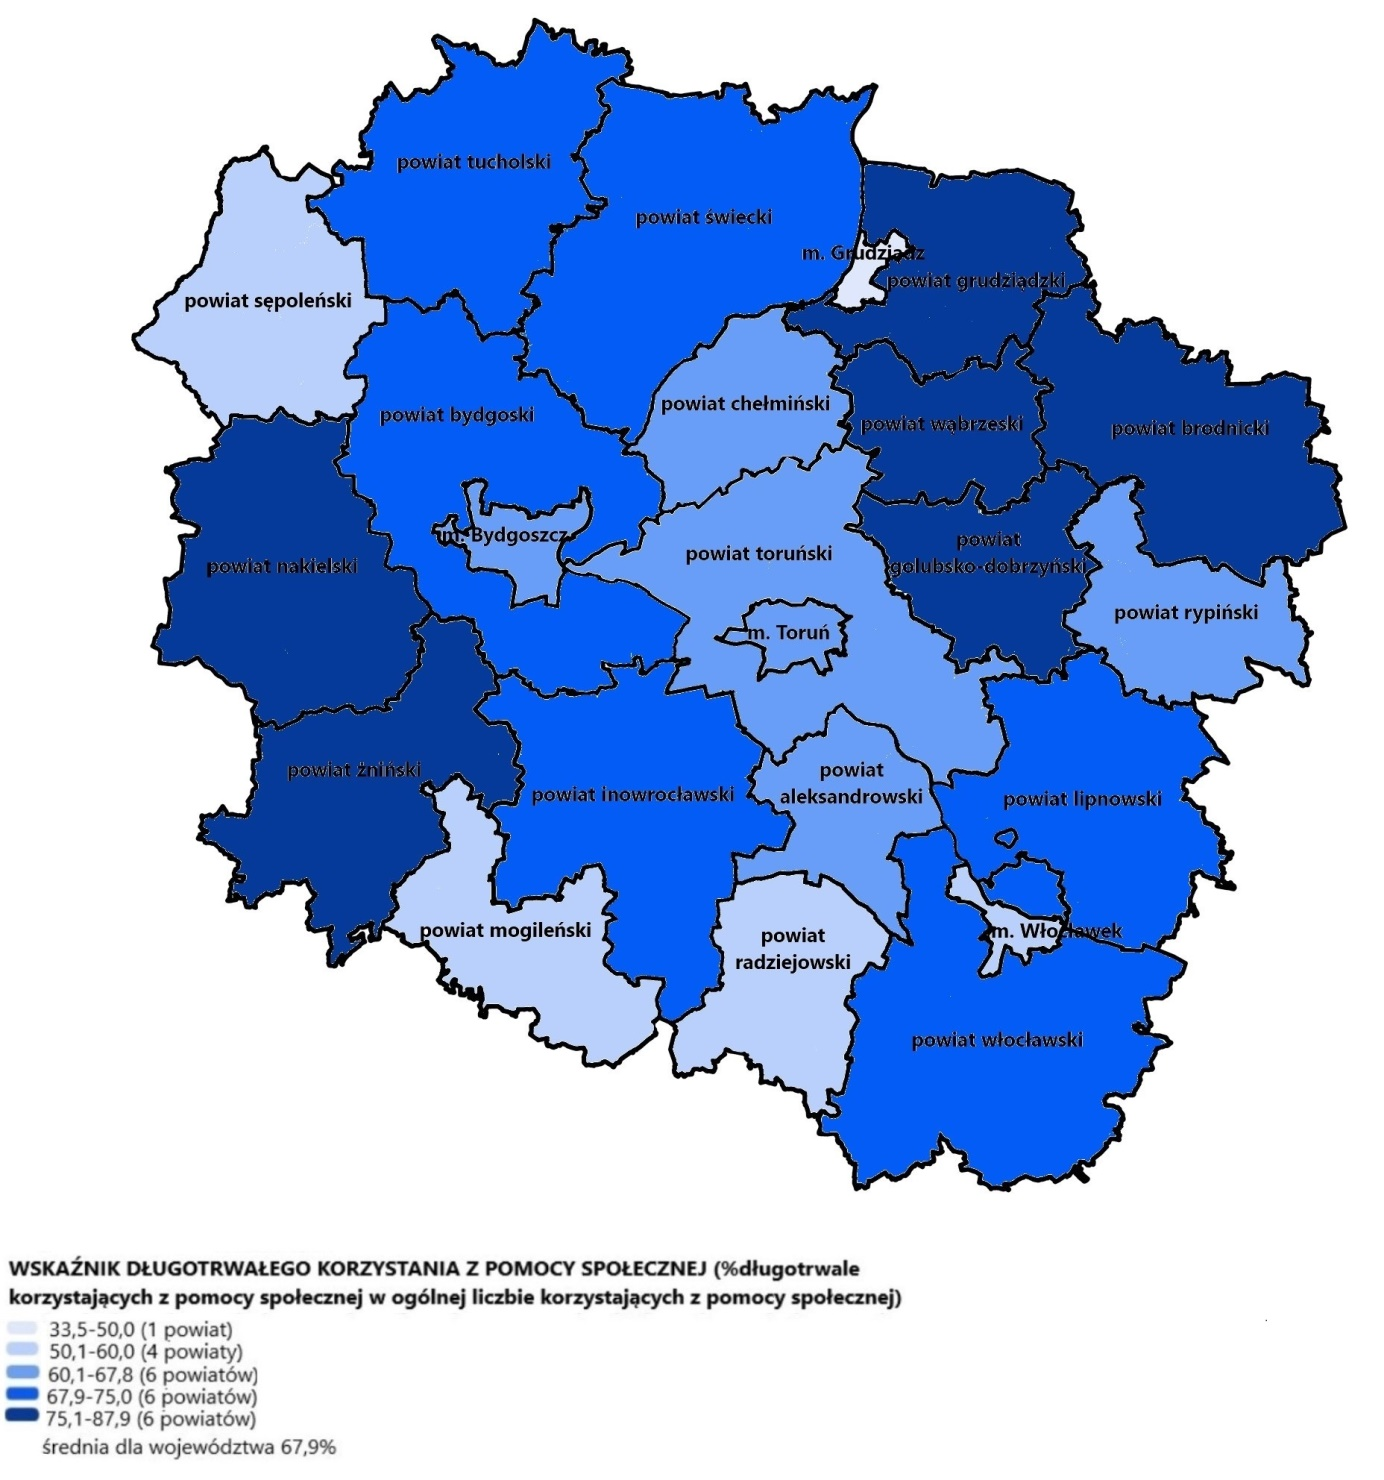 powiat tucholski
powiat świecki
m. Grudziądz
powiat grudziądzki
powiat sępoleński
powiat chełmiński
powiat bydgoski
powiat wąbrzeski
powiat brodnicki
m. Bydgoszcz
powiat toruński
powiat
golubsko-dobrzyński
powiat nakielski
powiat rypiński
m. Toruń
powiat żniński
powiat
aleksandrowski
powiat inowrocławski
powiat lipnowski
powiat mogileński
powiat
radziejowski
m. Włocławek
powiat włocławski
WSKAŹNIK DŁUGOTRWAŁEGO KORZYSTANIA Z POMOCY SPOŁECZNEJ (%długotrwale
korzystających z pomocy społecznej w ogólnej liczbie korzystających z pomocy społecznej)
33,5-50,0 (1 powiat)
50,1-60,0 (4 powiaty)
60,1-67,8 (6 powiatów)
67,9-75,0 (6 powiatów)
75,1-87,9 (6 powiatów)
średnia dla województwa 67,9%